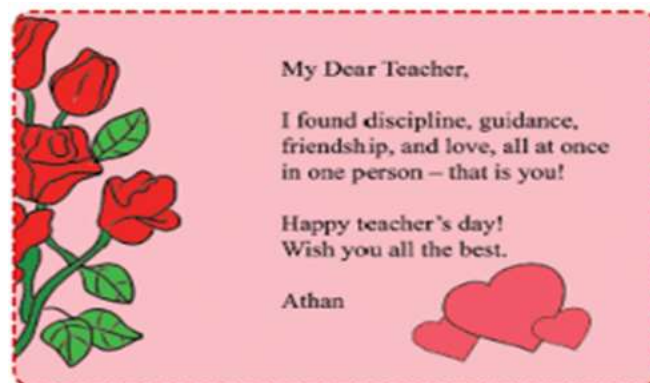 My Dear Teacher,
I found discipline, guidance,
friendship, and love, all at once
in one person – that is you!
Happy teacher's day!
Wish you all the best.
Athan